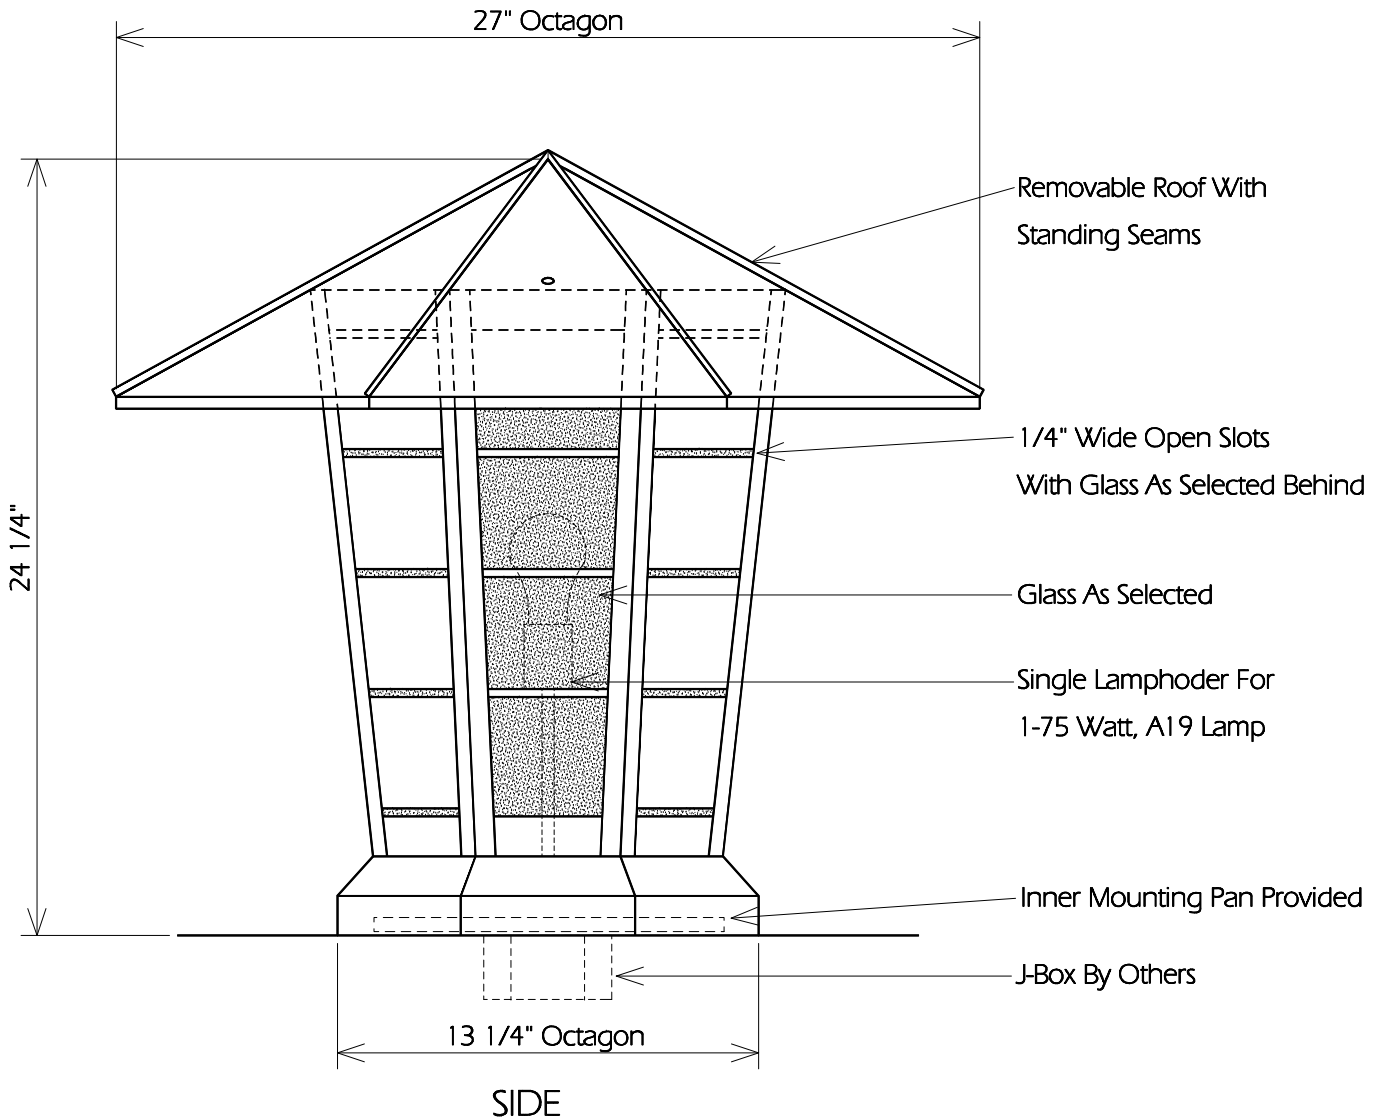 27" Octagon
Removable Roof With
Standing Seams
1/4" Wide Open Slots
With Glass As Selected Behind
24 1/4"
Glass As Selected
Single Lamphoder For
1-75 Watt, A19 Lamp
Inner Mounting Pan Provided
J-Box By Others
13 1/4" Octagon
SIDE